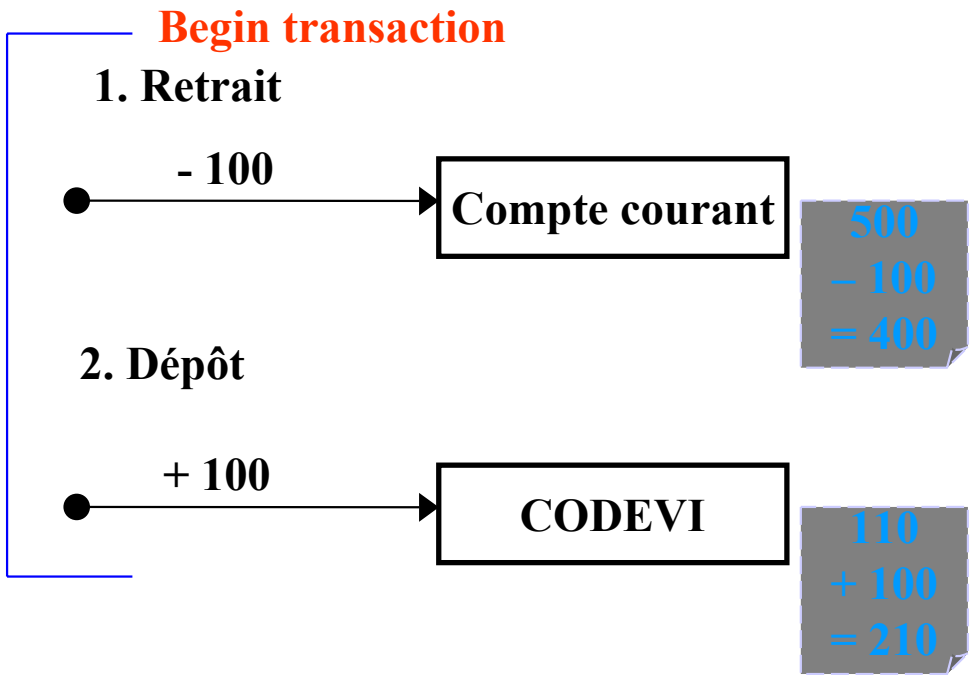 Begin transaction
1. Retrait
- 100
Compte courant
500
– 100
= 400
2. Dépôt
+ 100
CODEVI
110
+ 100
= 210